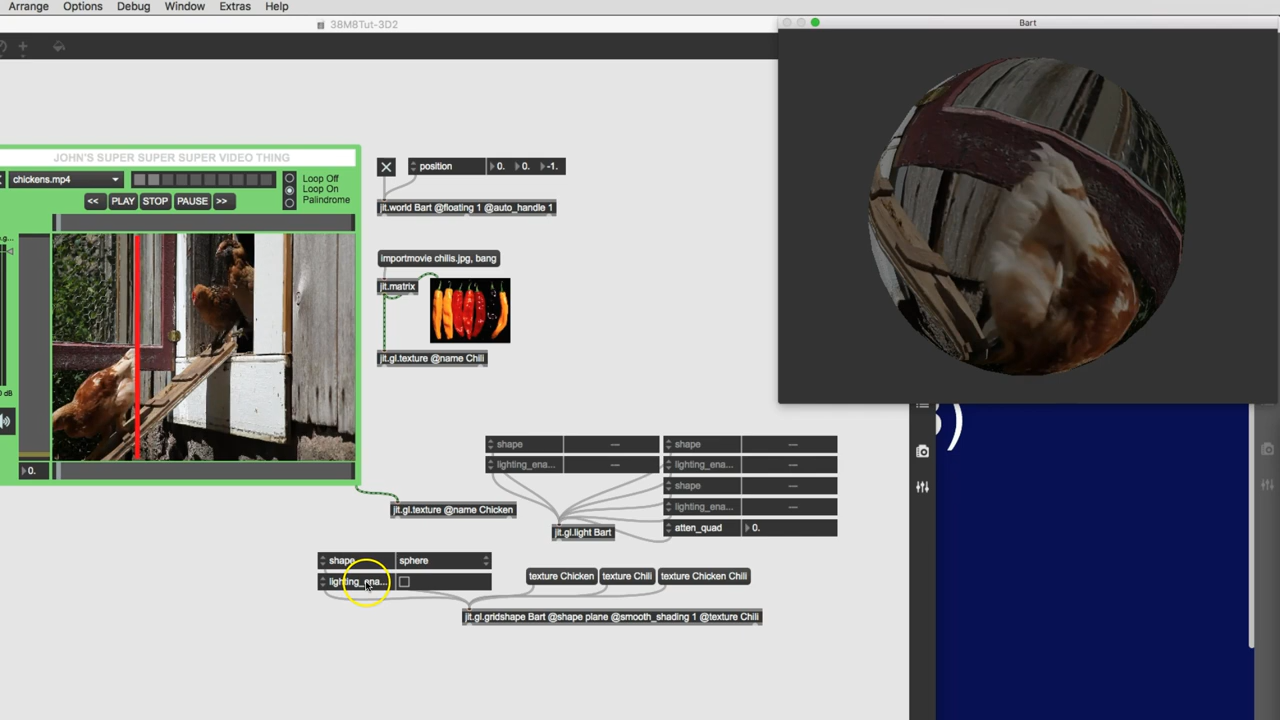 Arrange Options Debug Window Extras Help
38M8Tut-3D2
Bart
JOHN'S SUPER SUPER SUPER VIDEO THING
chickens.mp4
Loop Off
Loop On
Palindrome
<< PLAY STOP PAUSE >>
position 0. 0. -1.
jit.world Bart @floating 1 @auto_handle 1
importmovie chilis.jpg, bang
jit.matrix
jit.gl.texture @name Chili
0 dB
0.
shape --- shape ---
lighting_ena... --- lighting_ena... ---
shape ---
lighting_ena... ---
atten_quad 0.
jit.gl.texture @name Chicken
jit.gl.light Bart
shape sphere
lighting_ena...
texture Chicken texture Chili texture Chicken Chili
jit.gl.gridshape Bart @shape plane @smooth_shading 1 @texture Chili